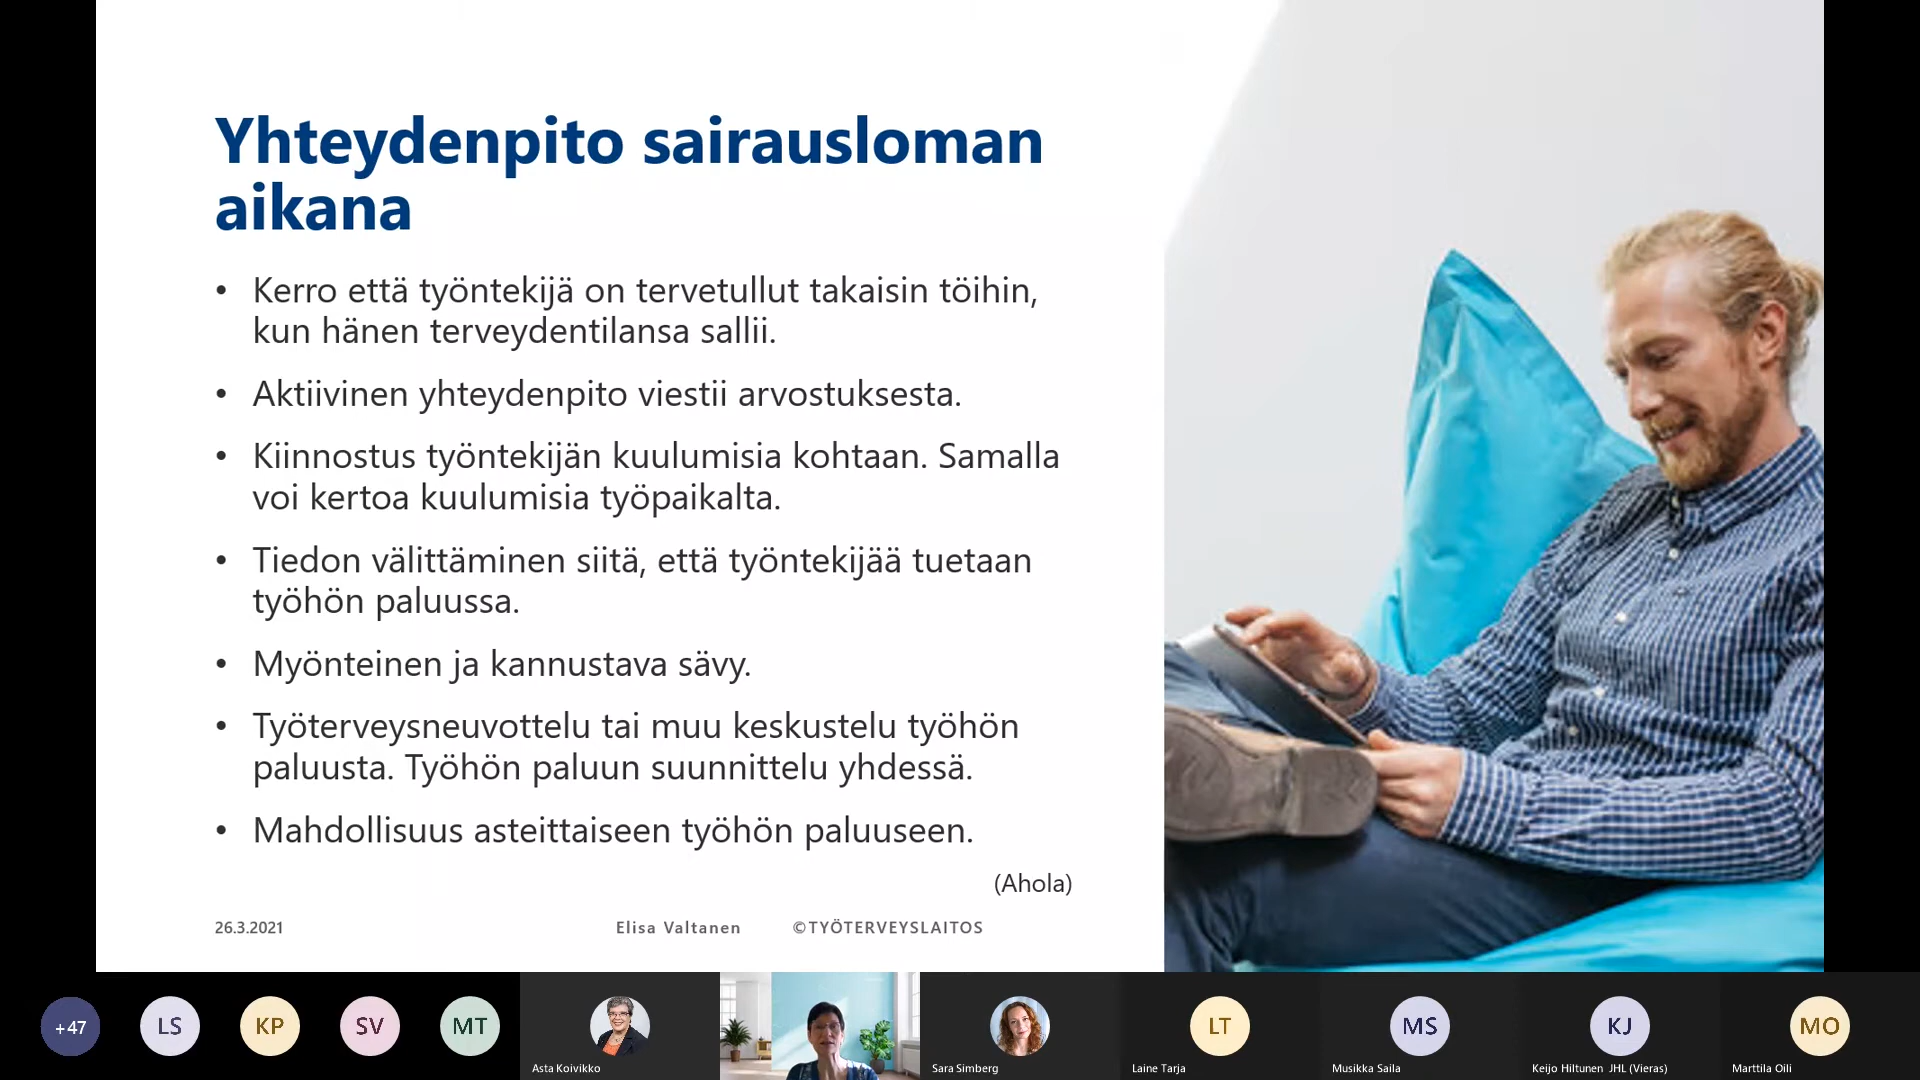 Yhteydenpito sairausloman
aikana
• Kerro että työntekijä on tervetullut takaisin töihin,
kun hänen terveydentilansa sallii.
• Aktiivinen yhteydenpito viestii arvostuksesta.
• Kiinnostus työntekijän kuulumisia kohtaan. Samalla
voi kertoa kuulumisia työpaikalta.
• Tiedon välittäminen siitä, että työntekijää tuetaan
työhön paluussa.
• Myönteinen ja kannustava sävy.
• Työterveysneuvottelu tai muu keskustelu työhön
paluusta. Työhön paluun suunnittelu yhdessä.
• Mahdollisuus asteittaiseen työhön paluuseen.
(Ahola)
26.3.2021 Elisa Valtanen ©TYÖTERVEYSLAITOS
+47 LS KP SV MT LT MS KJ MO
Asta Koivikko Sara Simberg Laine Tarja Musikka Saila Keijo Hiltunen JHL (Vieras) Marttila Oili